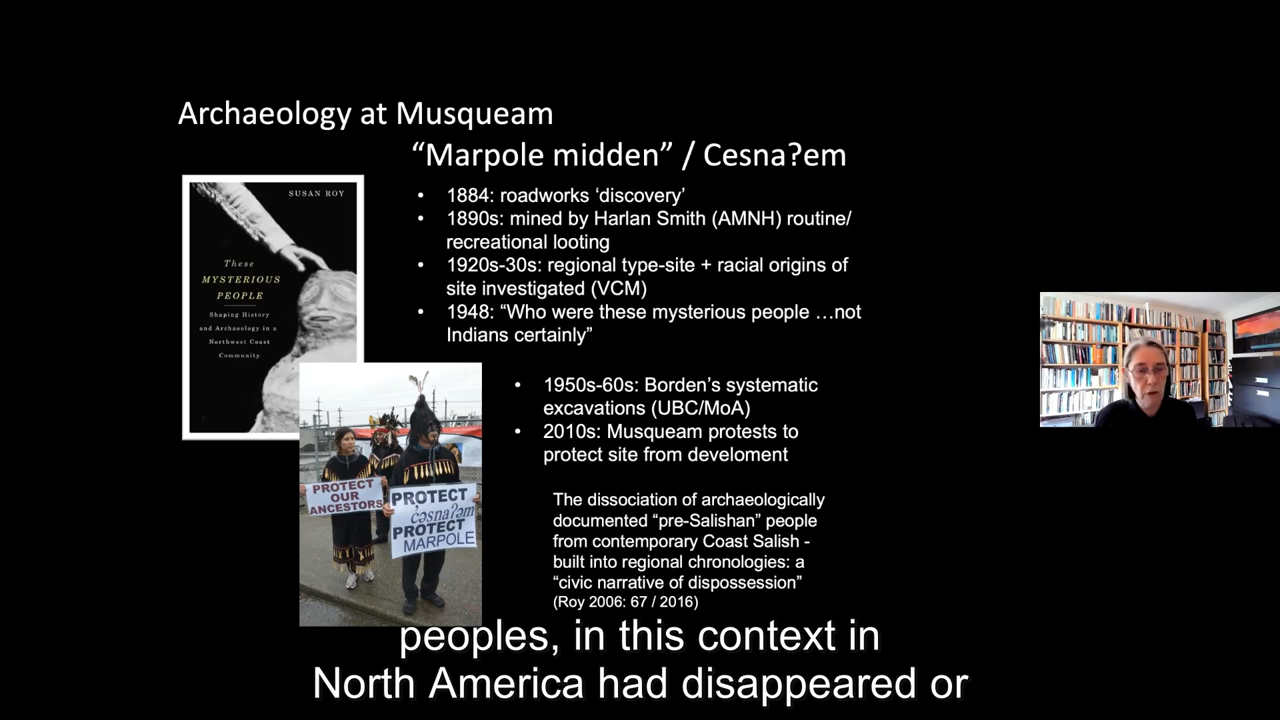 Archaeology at Musqueam
“Marpole midden” / Cesna?em
SUSAN ROY
These
MYSTERIOUS
PEOPLE
Shaping History
and Archaeology in a
Northwest Coast
Community
• 1884: roadworks ‘discovery’
• 1890s: mined by Harlan Smith (AMNH) routine/
recreational looting
• 1920s-30s: regional type-site + racial origins of
site investigated (VCM)
• 1948: “Who were these mysterious people …not
Indians certainly”
• 1950s-60s: Borden’s systematic
excavations (UBC/MoA)
• 2010s: Musqueam protests to
protect site from develoment
PROTECT
OUR
ANCESTORS
PROTECT
c̓əsnaʔəm
PROTECT
MARPOLE
The dissociation of archaeologically
documented “pre-Salishan” people
from contemporary Coast Salish -
built into regional chronologies: a
“civic narrative of dispossession”
(Roy 2006: 67 / 2016)
peoples, in this context in
North America had disappeared or